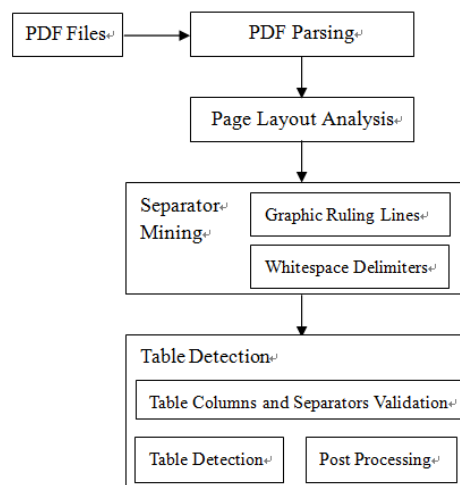 PDF Files
PDF Parsing
Page Layout Analysis
Separator
Mining
Graphic Ruling Lines
Whitespace Delimiters
Table Detection
Table Columns and Separators Validation
Table Detection
Post Processing